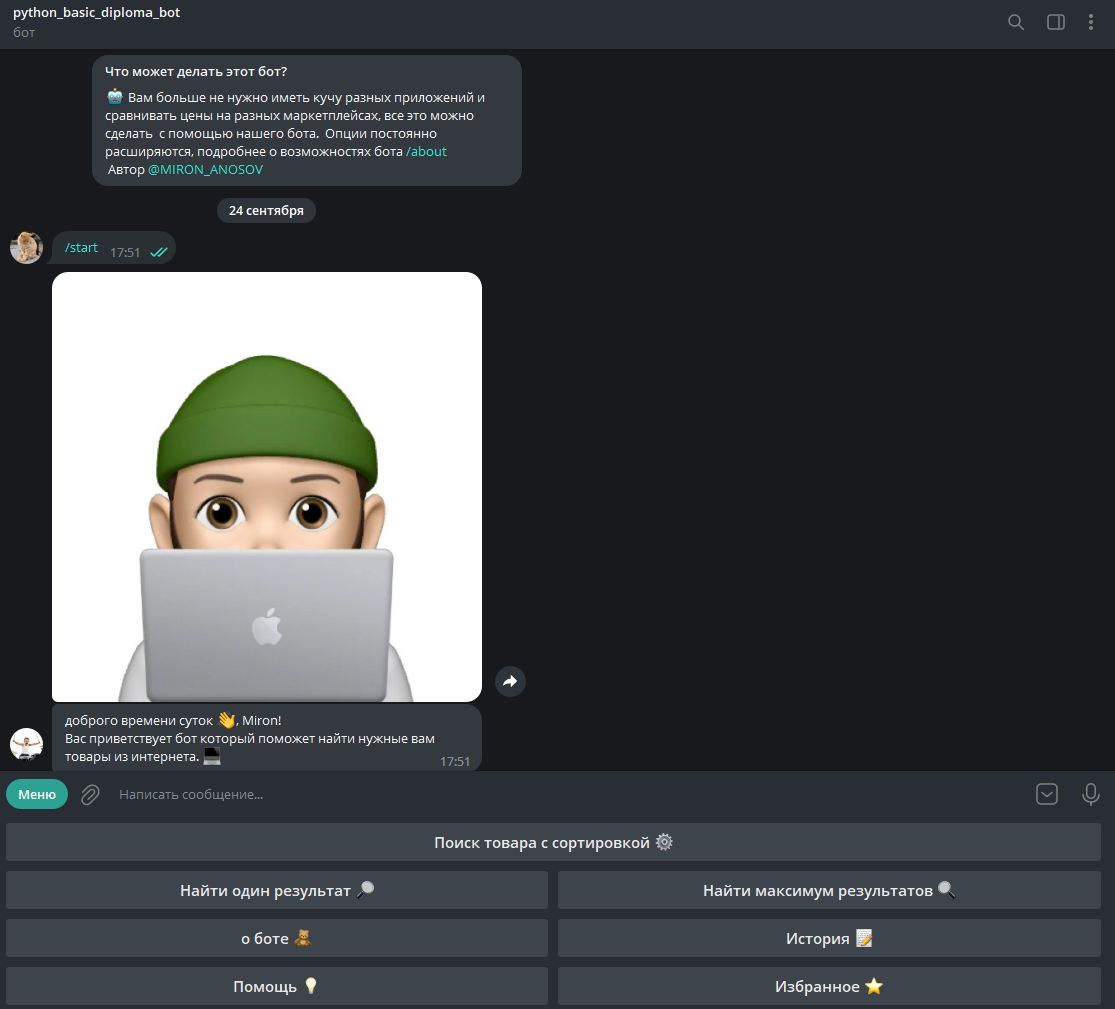 python_basic_diploma_bot
бот
Что может делать этот бот?
🤖 Вам больше не нужно иметь кучу разных приложений и
сравнивать цены на разных маркетплейсах, все это можно
сделать с помощью нашего бота. Опции постоянно
расширяются, подробнее о возможностях бота /about
Автор @MIRON_ANOSOV
24 сентября
/start 17:51
доброго времени суток 👋, Miron!
Вас приветствует бот который поможет найти нужные вам
товары из интернета. 💻
17:51
Меню
Написать сообщение...
Поиск товара с сортировкой ⚙️
Найти один результат 🔎
Найти максимум результатов 🔍
о боте 🧸
История 📝
Помощь 💡
Избранное ⭐